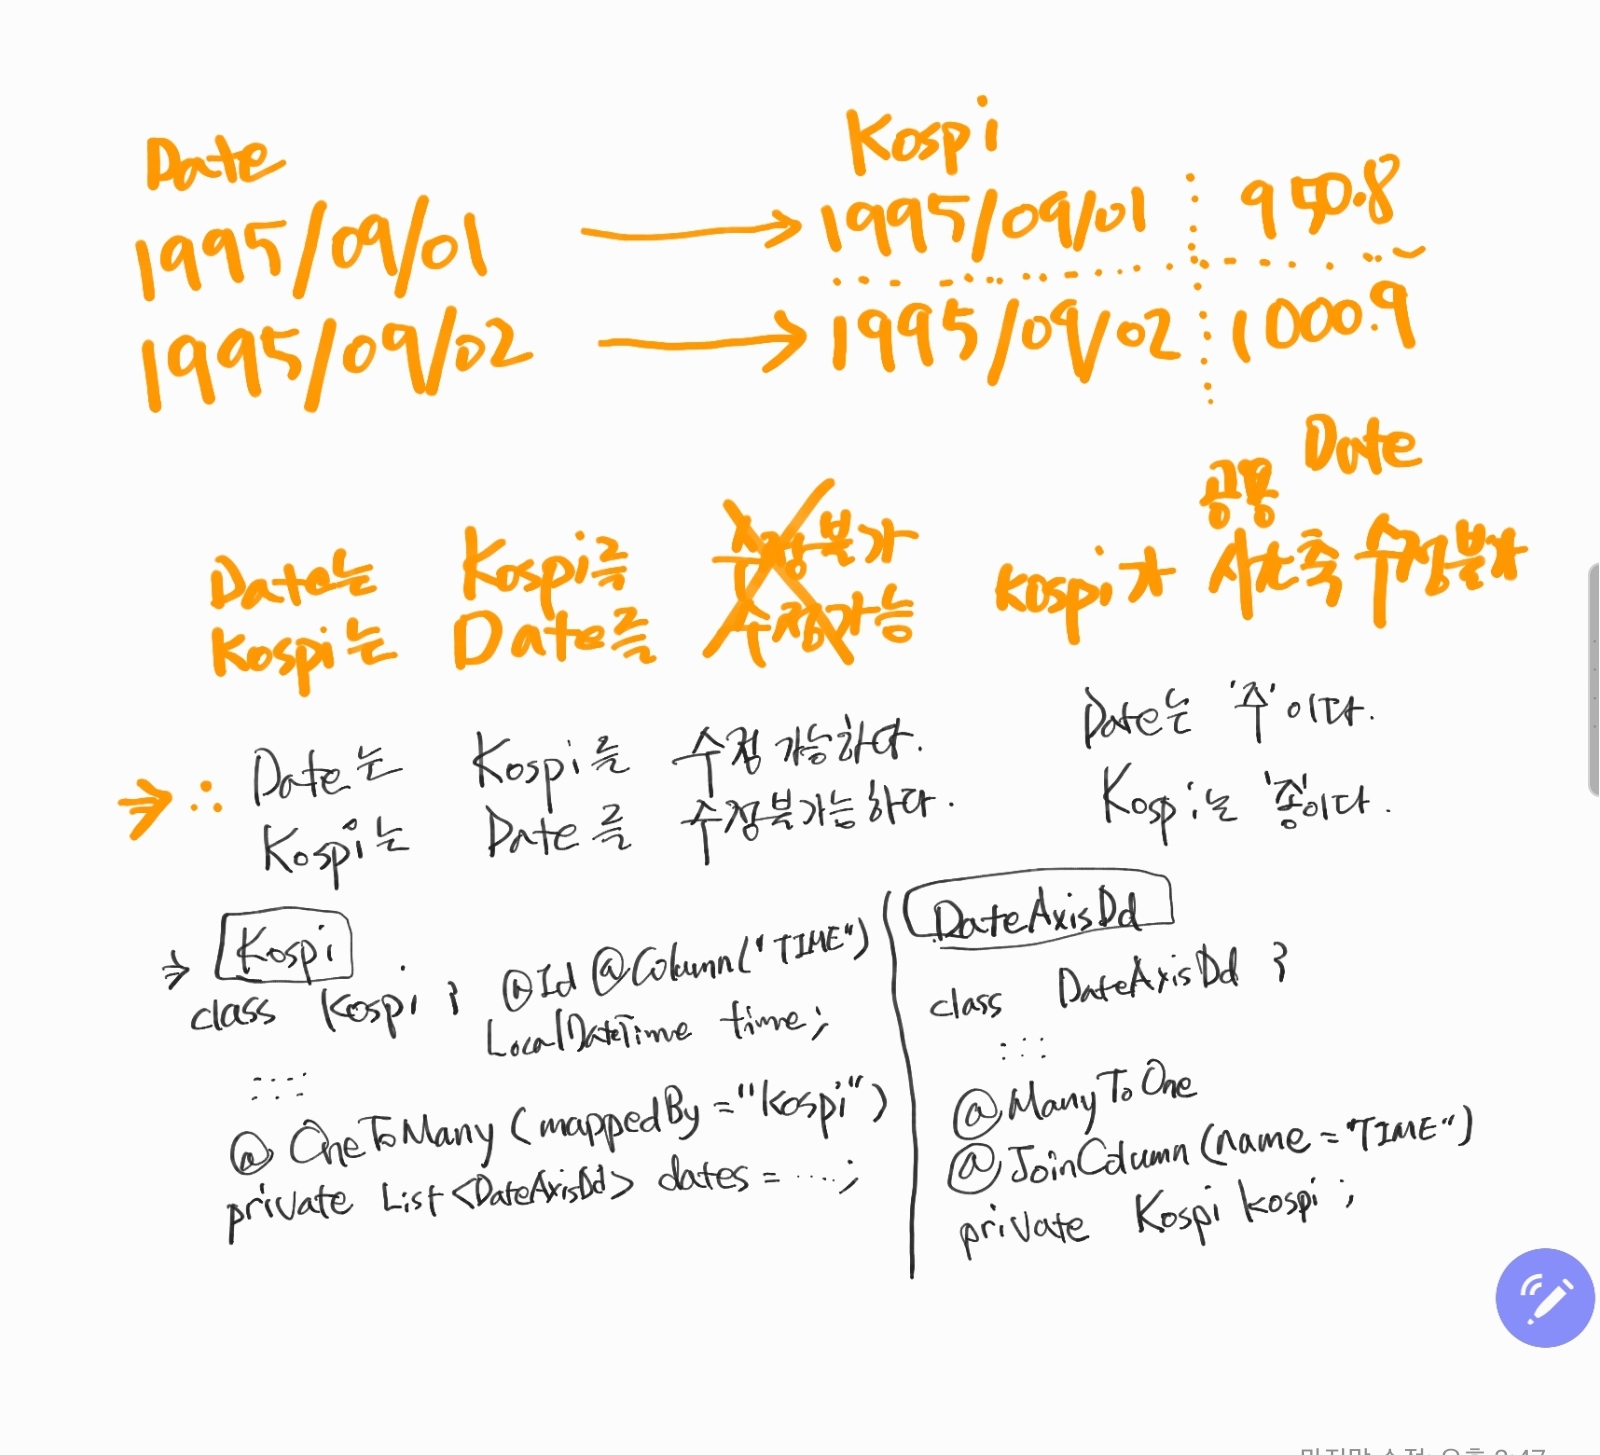 Date
Kospi
1995/09/01 → 1995/09/01 950.8
1995/09/02 → 1995/09/02 1000.9
공용 Date
Date는 Kospi를 수정불가
Kospi는 Date를 수정가능
Kospi가 시간축 수정불가
⇒ ∴ Date는 Kospi를 수정 가능하다.
Kospi는 Date를 수정불가능하다.
Date는 '주'이다.
Kospi는 '종'이다.
⇒ Kospi
class Kospi {
@Id @Column("TIME")
LocalDateTime time;
@OneToMany (mappedBy="kospi")
private List<DateAxisDd> dates = ....;
DateAxisDd
class DateAxisDd {
@ManyToOne
@JoinColumn(name = "TIME")
private Kospi kospi;